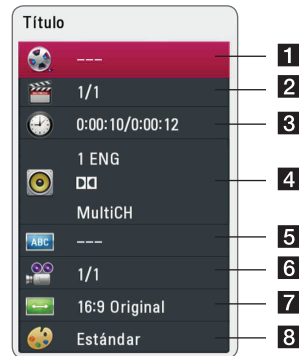 Título
--- 1
1/1 2
0:00:10/0:00:12 3
1 ENG
MultiCH 4
ABC --- 5
1/1 6
16:9 Original 7
Estándar 8